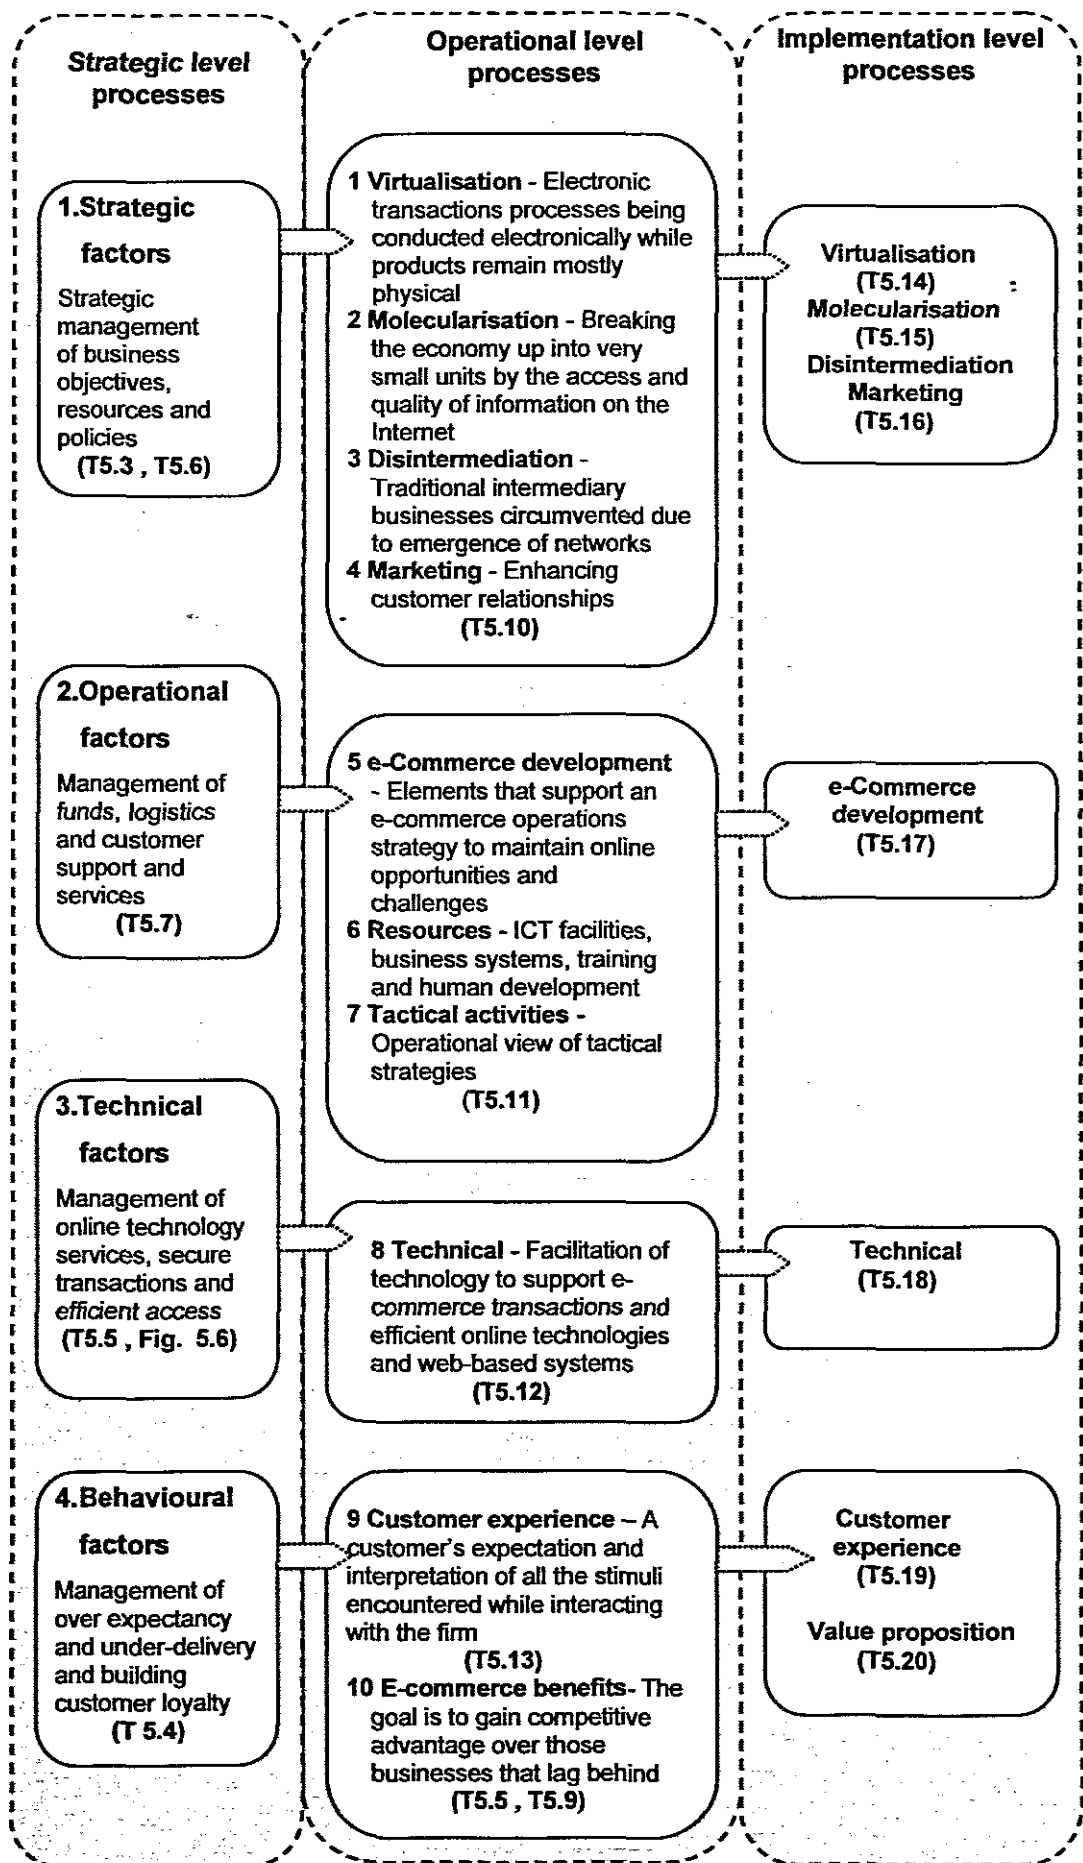 Strategic level
processes
1.Strategic
factors
Strategic
management
of business
objectives,
resources and
policies
(T5.3 , T5.6)
2.Operational
factors
Management of
funds, logistics
and customer
support and
services
(T5.7)
3.Technical
factors
Management of
online technology
services, secure
transactions and
efficient access
(T5.5 , Fig. 5.6)
4.Behavioural
factors
Management of
over expectancy
and under-delivery
and building
customer loyalty
(T 5.4)
Operational level
processes
1 Virtualisation - Electronic
transactions processes being
conducted electronically while
products remain mostly
physical
2 Molecularisation - Breaking
the economy up into very
small units by the access and
quality of information on the
Internet
3 Disintermediation -
Traditional intermediary
businesses circumvented due
to emergence of networks
4 Marketing - Enhancing
customer relationships
(T5.10)
5 e-Commerce development
- Elements that support an
e-commerce operations
strategy to maintain online
opportunities and
challenges
6 Resources - ICT facilities,
business systems, training
and human development
7 Tactical activities -
Operational view of tactical
strategies
(T5.11)
8 Technical - Facilitation of
technology to support e-
commerce transactions and
efficient online technologies
and web-based systems
(T5.12)
9 Customer experience – A
customer's expectation and
interpretation of all the stimuli
encountered while interacting
with the firm
(T5.13)
10 E-commerce benefits- The
goal is to gain competitive
advantage over those
businesses that lag behind
(T5.5 , T5.9)
Implementation level
processes
Virtualisation
(T5.14)
Molecularisation
(T5.15)
Disintermediation
Marketing
(T5.16)
e-Commerce
development
(T5.17)
Technical
(T5.18)
Customer
experience
(T5.19)
Value proposition
(T5.20)